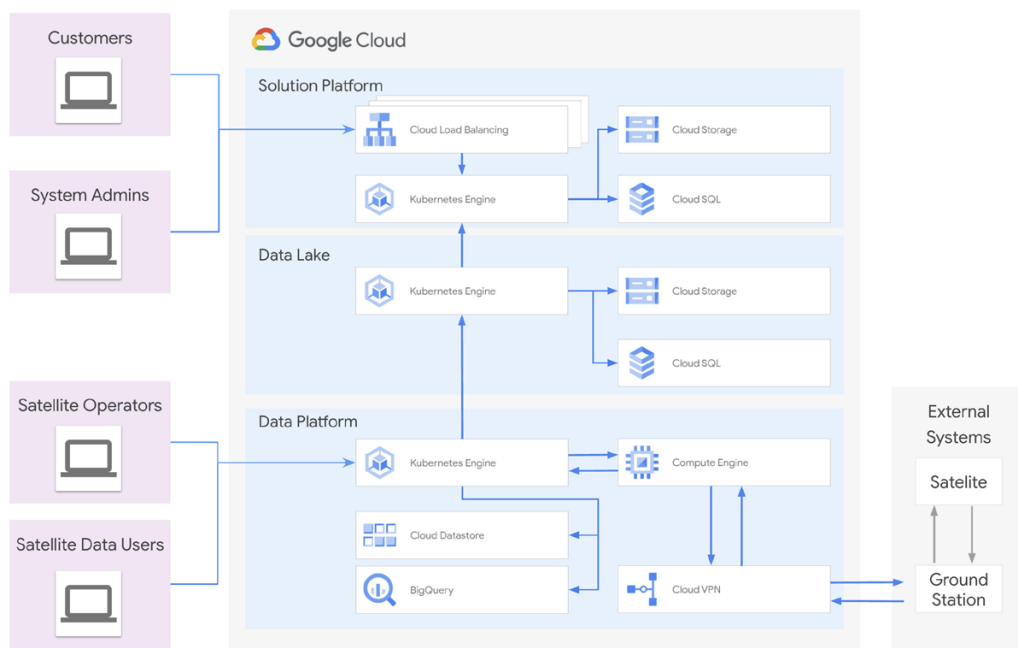 Customers
System Admins
Satellite Operators
Satellite Data Users
Google Cloud
Solution Platform
Cloud Load Balancing
Cloud Storage
Kubernetes Engine
Cloud SQL
Data Lake
Kubernetes Engine
Cloud Storage
Cloud SQL
Data Platform
Kubernetes Engine
Compute Engine
Cloud Datastore
BigQuery
Cloud VPN
External
Systems
Satelite
Ground
Station